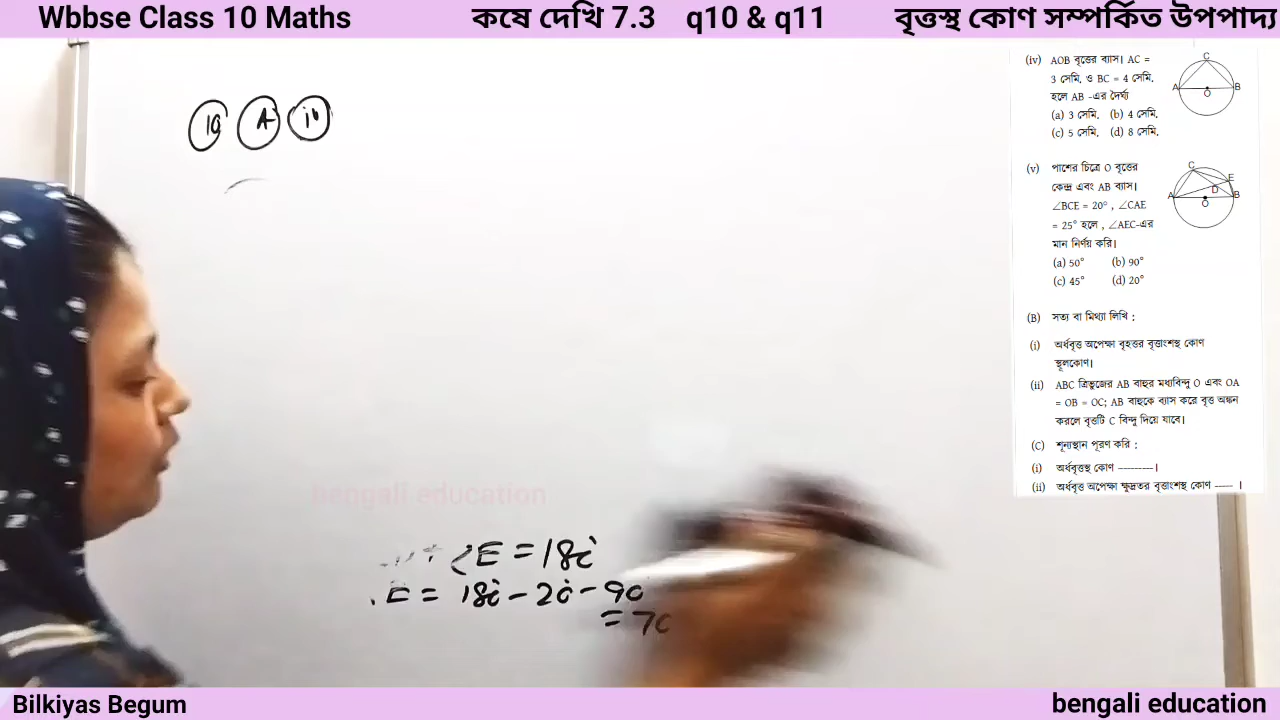 Wbbse Class 10 Maths কষে দেখি 7.3 q10 & q11 বৃত্তস্থ কোণ সম্পর্কিত উপপাদ্য
10 A
(iv) AOB বৃত্তের ব্যাস। AC =
3 সেমি. ও BC = 4 সেমি.
হলে AB -এর দৈর্ঘ্য
(a) 3 সেমি. (b) 4 সেমি.
(c) 5 সেমি. (d) 8 সেমি.
C
A B
O
(v) পাশের চিত্রে O বৃত্তের
কেন্দ্র এবং AB ব্যাস।
∠BCE = 20° , ∠CAE
= 25° হলে , ∠AEC-এর
মান নির্ণয় করি।
(a) 50° (b) 90°
(c) 45° (d) 20°
C
E
D
A B
O
(B) সত্য বা মিথ্যা লিখি :
(i) অর্ধবৃত্ত অপেক্ষা বৃহত্তর বৃত্তাংশস্থ কোণ
স্থূলকোণ।
(ii) ABC ত্রিভুজের AB বাহুর মধ্যবিন্দু O এবং OA
= OB = OC; AB বাহুকে ব্যাস করে বৃত্ত অঙ্কন
করলে বৃত্তটি C বিন্দু দিয়ে যাবে।
(C) শূন্যস্থান পূরণ করি :
(i) অর্ধবৃত্তস্থ কোণ ———।
(ii) অর্ধবৃত্ত অপেক্ষা ক্ষুদ্রতর বৃত্তাংশস্থ কোণ —— ।
bengali education
+ ∠E = 180
E = 180 - 20 - 90
= 70
Bilkiyas Begum bengali education